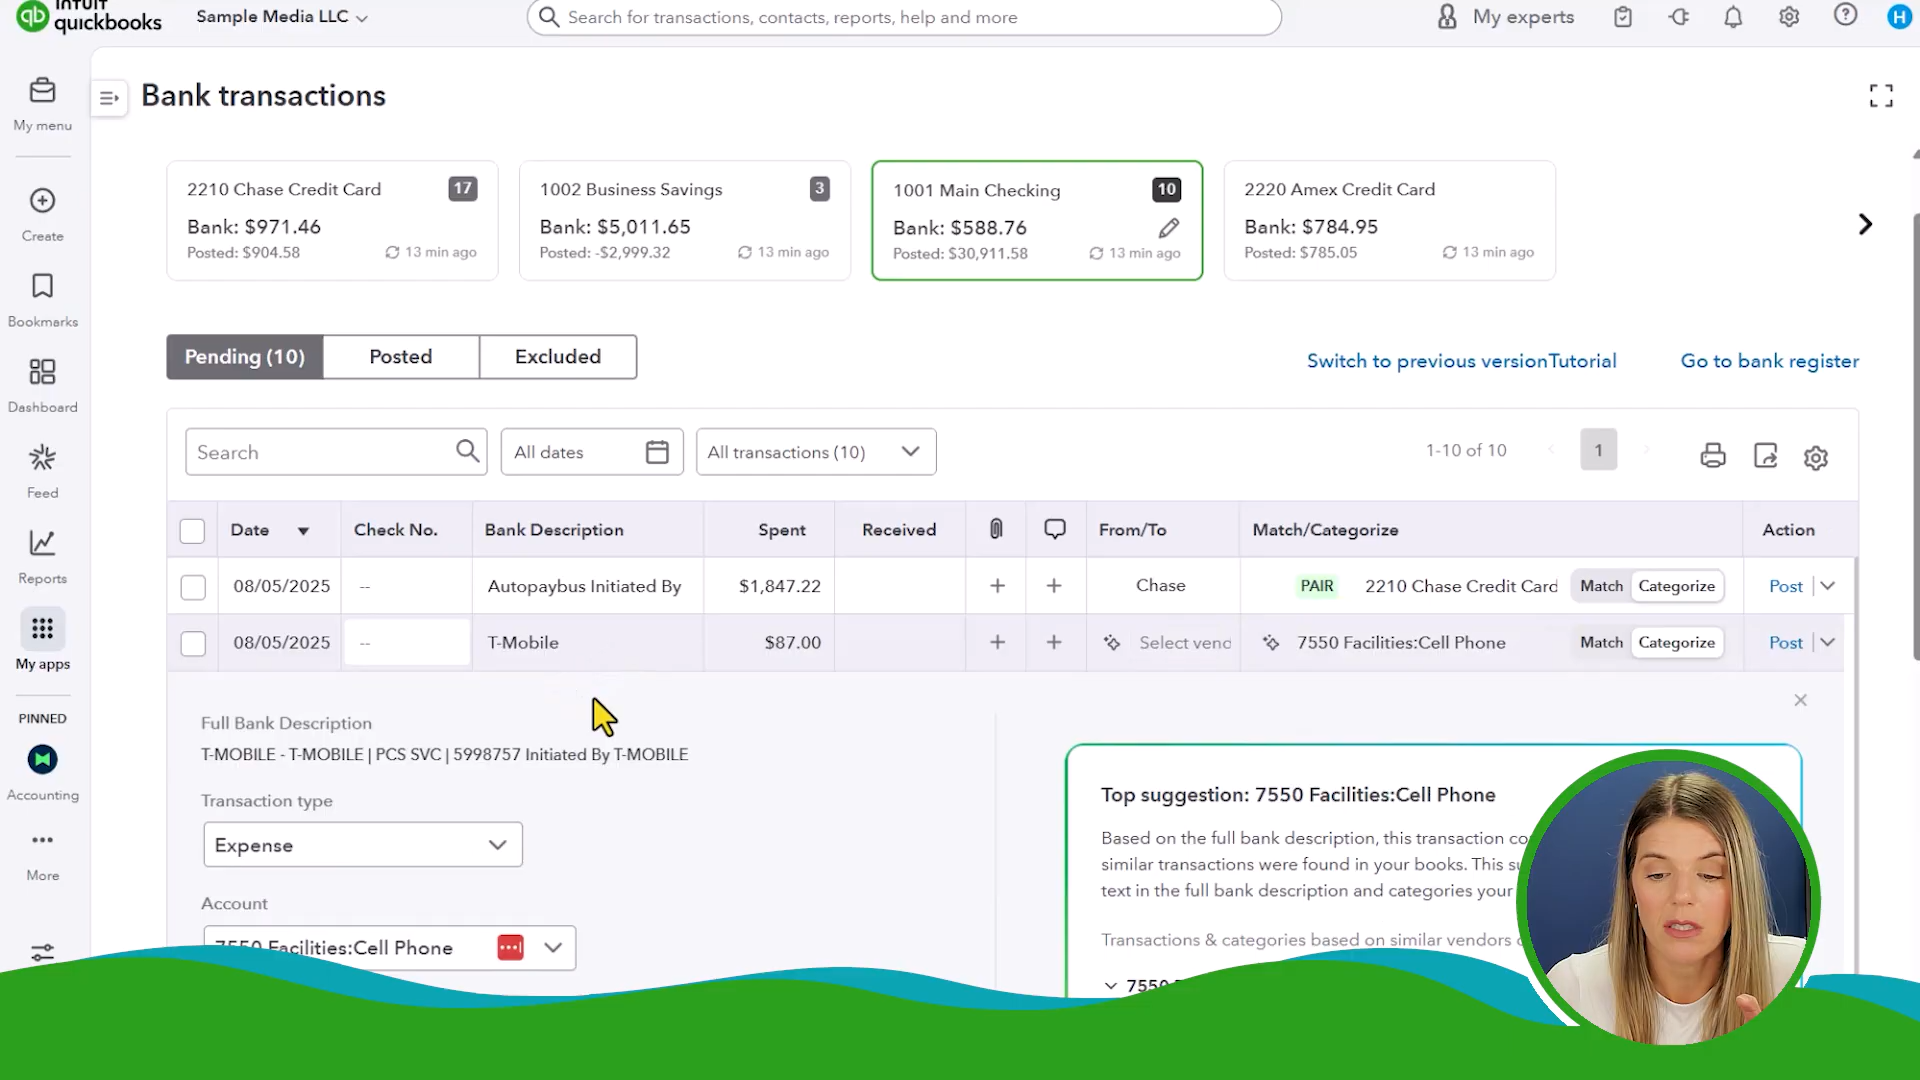 INTUIT
quickbooks
Sample Media LLC
Search for transactions, contacts, reports, help and more
My experts
H
My menu
Create
Bookmarks
Dashboard
Feed
Reports
My apps
PINNED
Accounting
More
Bank transactions
2210 Chase Credit Card 17
Bank: $971.46
Posted: $904.58 13 min ago
1002 Business Savings 3
Bank: $5,011.65
Posted: -$2,999.32 13 min ago
1001 Main Checking 10
Bank: $588.76
Posted: $30,911.58 13 min ago
2220 Amex Credit Card
Bank: $784.95
Posted: $785.05 13 min ago
Pending (10) Posted Excluded
Switch to previous versionTutorial Go to bank register
Search All dates All transactions (10) 1-10 of 10 1
Date Check No. Bank Description Spent Received From/To Match/Categorize Action
08/05/2025 -- Autopaybus Initiated By $1,847.22 + + Chase PAIR 2210 Chase Credit Card Match Categorize Post
08/05/2025 -- T-Mobile $87.00 + + Select vend 7550 Facilities:Cell Phone Match Categorize Post
Full Bank Description
T-MOBILE - T-MOBILE | PCS SVC | 5998757 Initiated By T-MOBILE
Transaction type
Expense
Account
7550 Facilities:Cell Phone
Top suggestion: 7550 Facilities:Cell Phone
Based on the full bank description, this transaction co
similar transactions were found in your books. This su
text in the full bank description and categories your
Transactions & categories based on similar vendors
7550